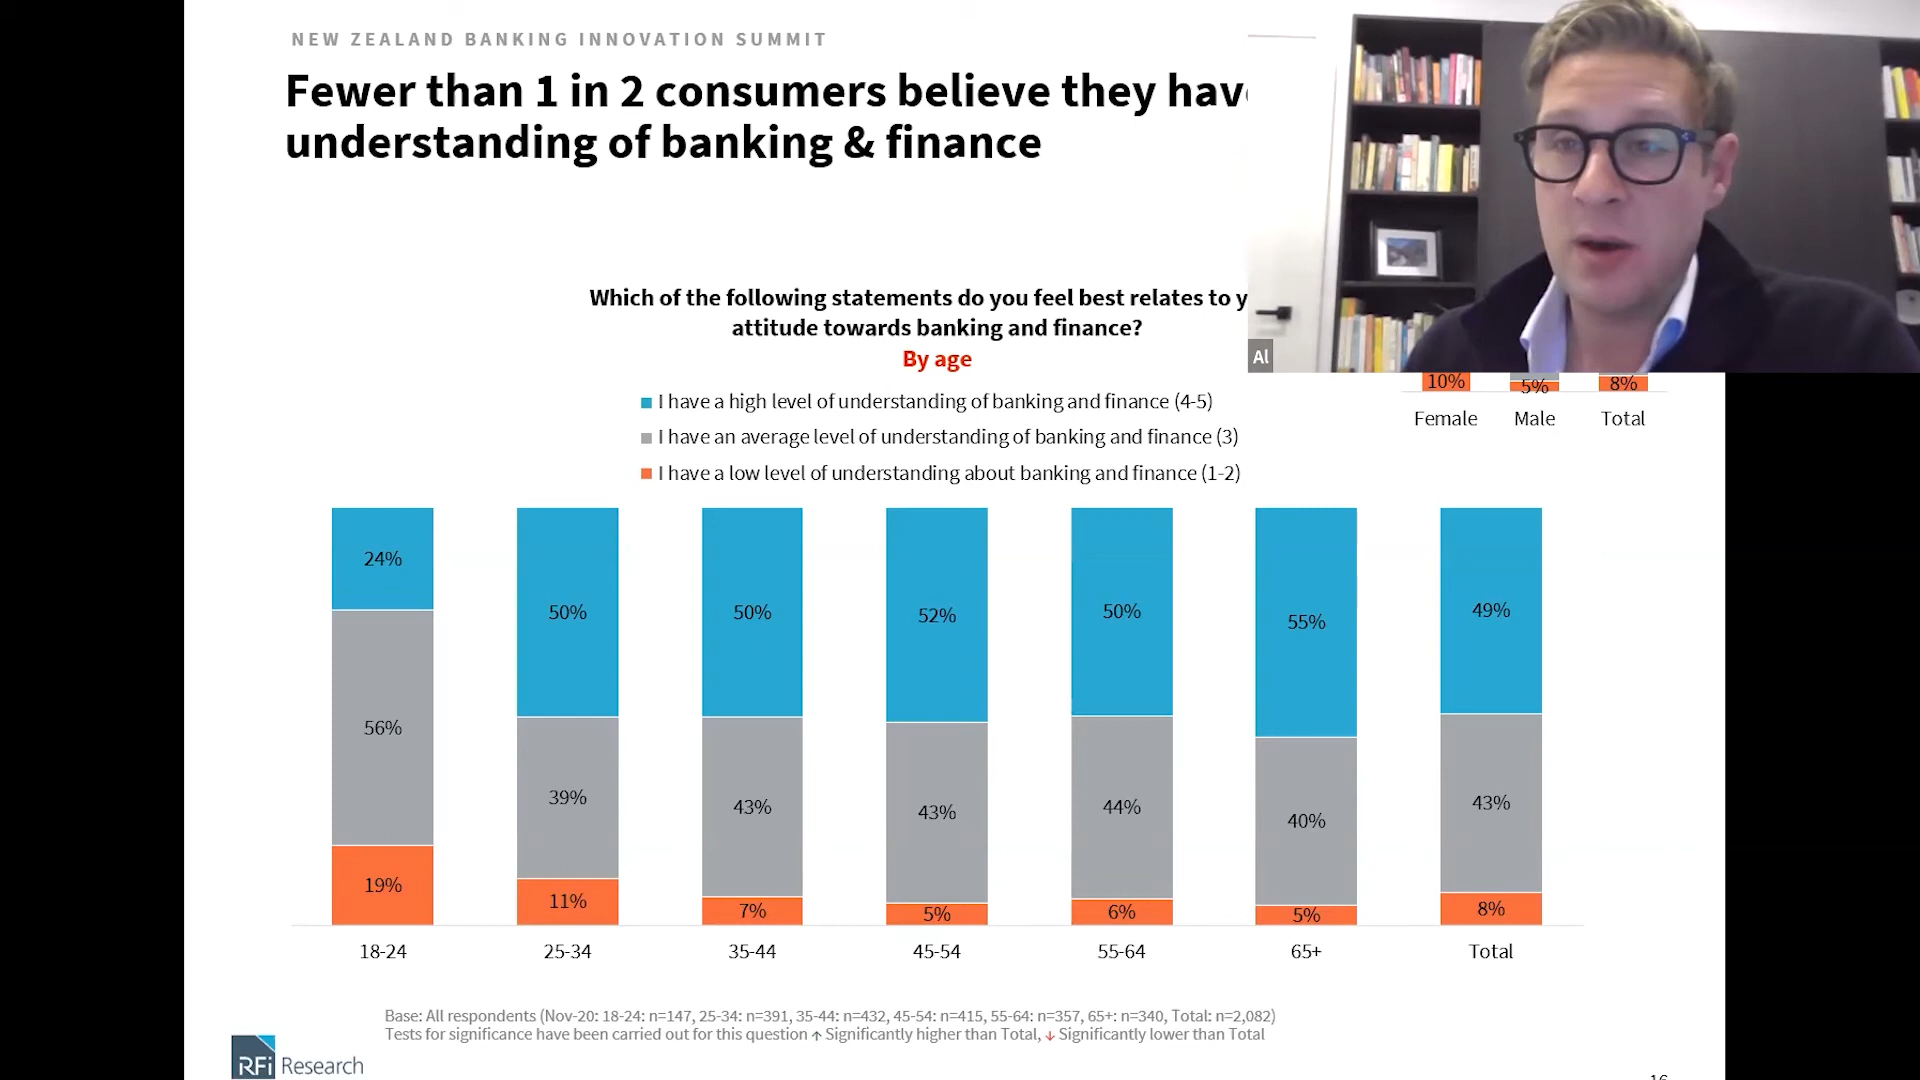 NEW ZEALAND BANKING INNOVATION SUMMIT
Fewer than 1 in 2 consumers believe they
understanding of banking & finance
Which of the following statements do you feel best relates to
attitude towards banking and finance?
By age
Al
I have a high level of understanding of banking and finance (4-5)
I have an average level of understanding of banking and finance (3)
I have a low level of understanding about banking and finance (1-2)
10% 5% 8%
Female Male Total
24% 50% 50% 52% 50% 55% 49%
56% 39% 43% 43% 44% 40% 43%
19% 11% 7% 5% 6% 5% 8%
18-24 25-34 35-44 45-54 55-64 65+ Total
Base: All respondents (Nov-20: 18-24: n=147, 25-34: n=391, 35-44: n=432, 45-54: n=415, 55-64: n=357, 65+: n=340, Total: n=2,082)
Tests for significance have been carried out for this question ↑ Significantly higher than Total, ↓ Significantly lower than Total
RFi Research